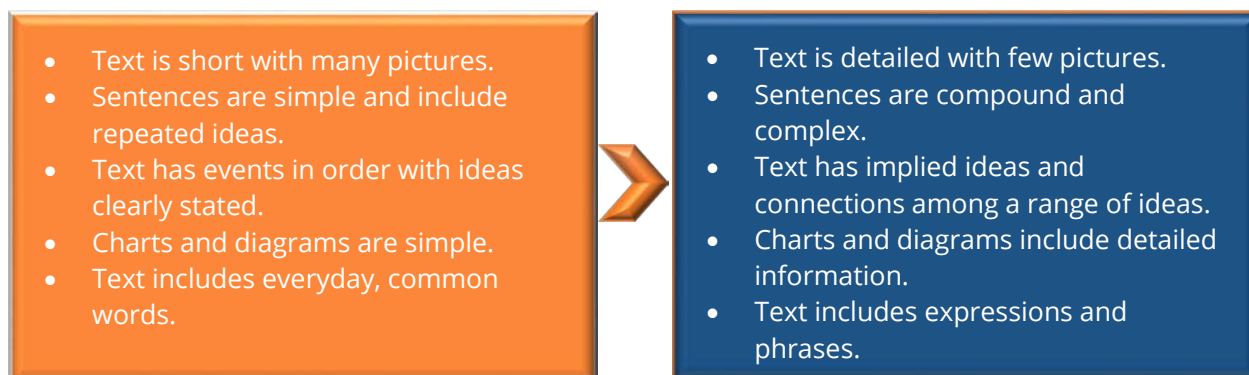 • Text is short with many pictures.
• Sentences are simple and include
repeated ideas.
• Text has events in order with ideas
clearly stated.
• Charts and diagrams are simple.
• Text includes everyday, common
words.
• Text is detailed with few pictures.
• Sentences are compound and
complex.
• Text has implied ideas and
connections among a range of ideas.
• Charts and diagrams include detailed
information.
• Text includes expressions and
phrases.